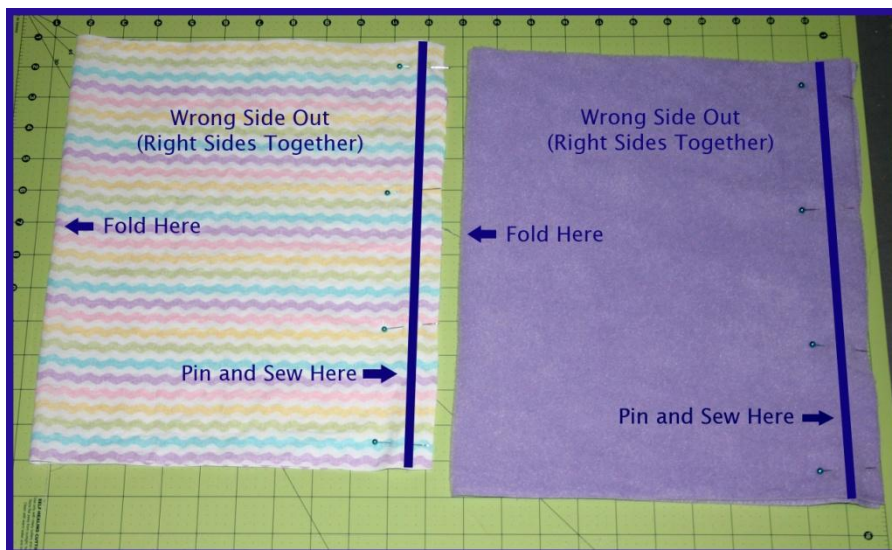 Wrong Side Out
(Right Sides Together)
Fold Here
Pin and Sew Here
Wrong Side Out
(Right Sides Together)
Fold Here
Pin and Sew Here